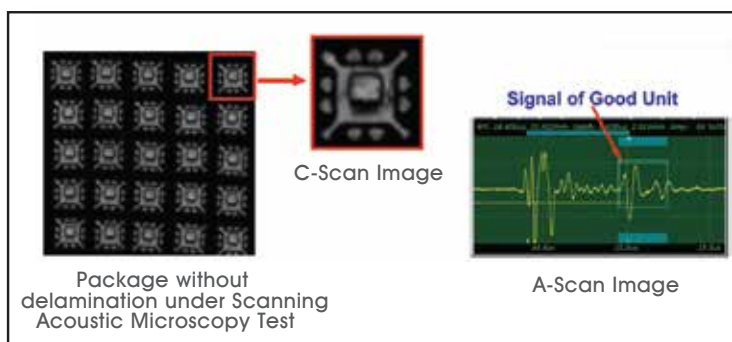 Signal of Good Unit
C-Scan Image
Package without
delamination under Scanning
Acoustic Microscopy Test
A-Scan Image